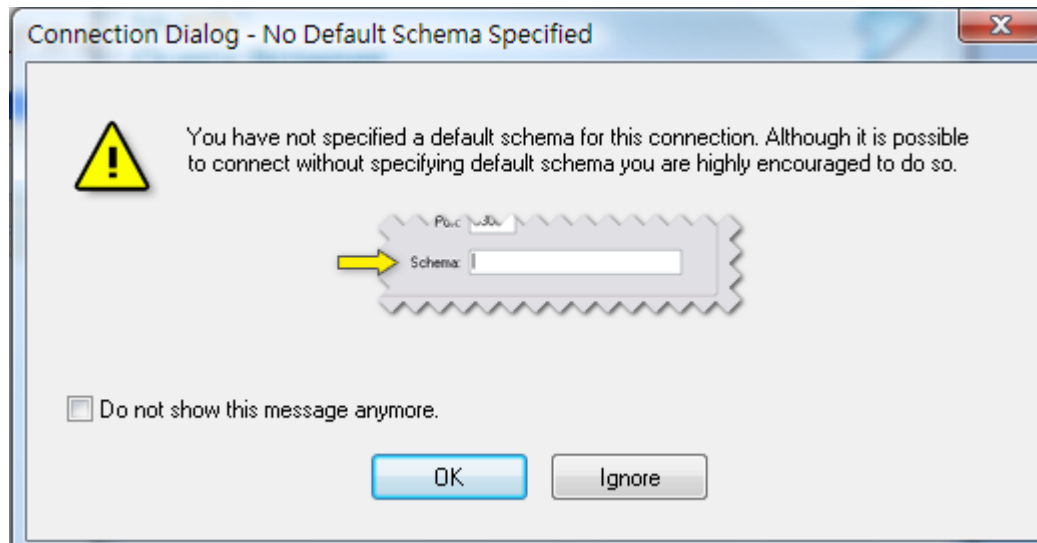 Connection Dialog - No Default Schema Specified
You have not specified a default schema for this connection. Although it is possible
to connect without specifying default schema you are highly encouraged to do so.
Schema:
Do not show this message anymore.
OK
Ignore